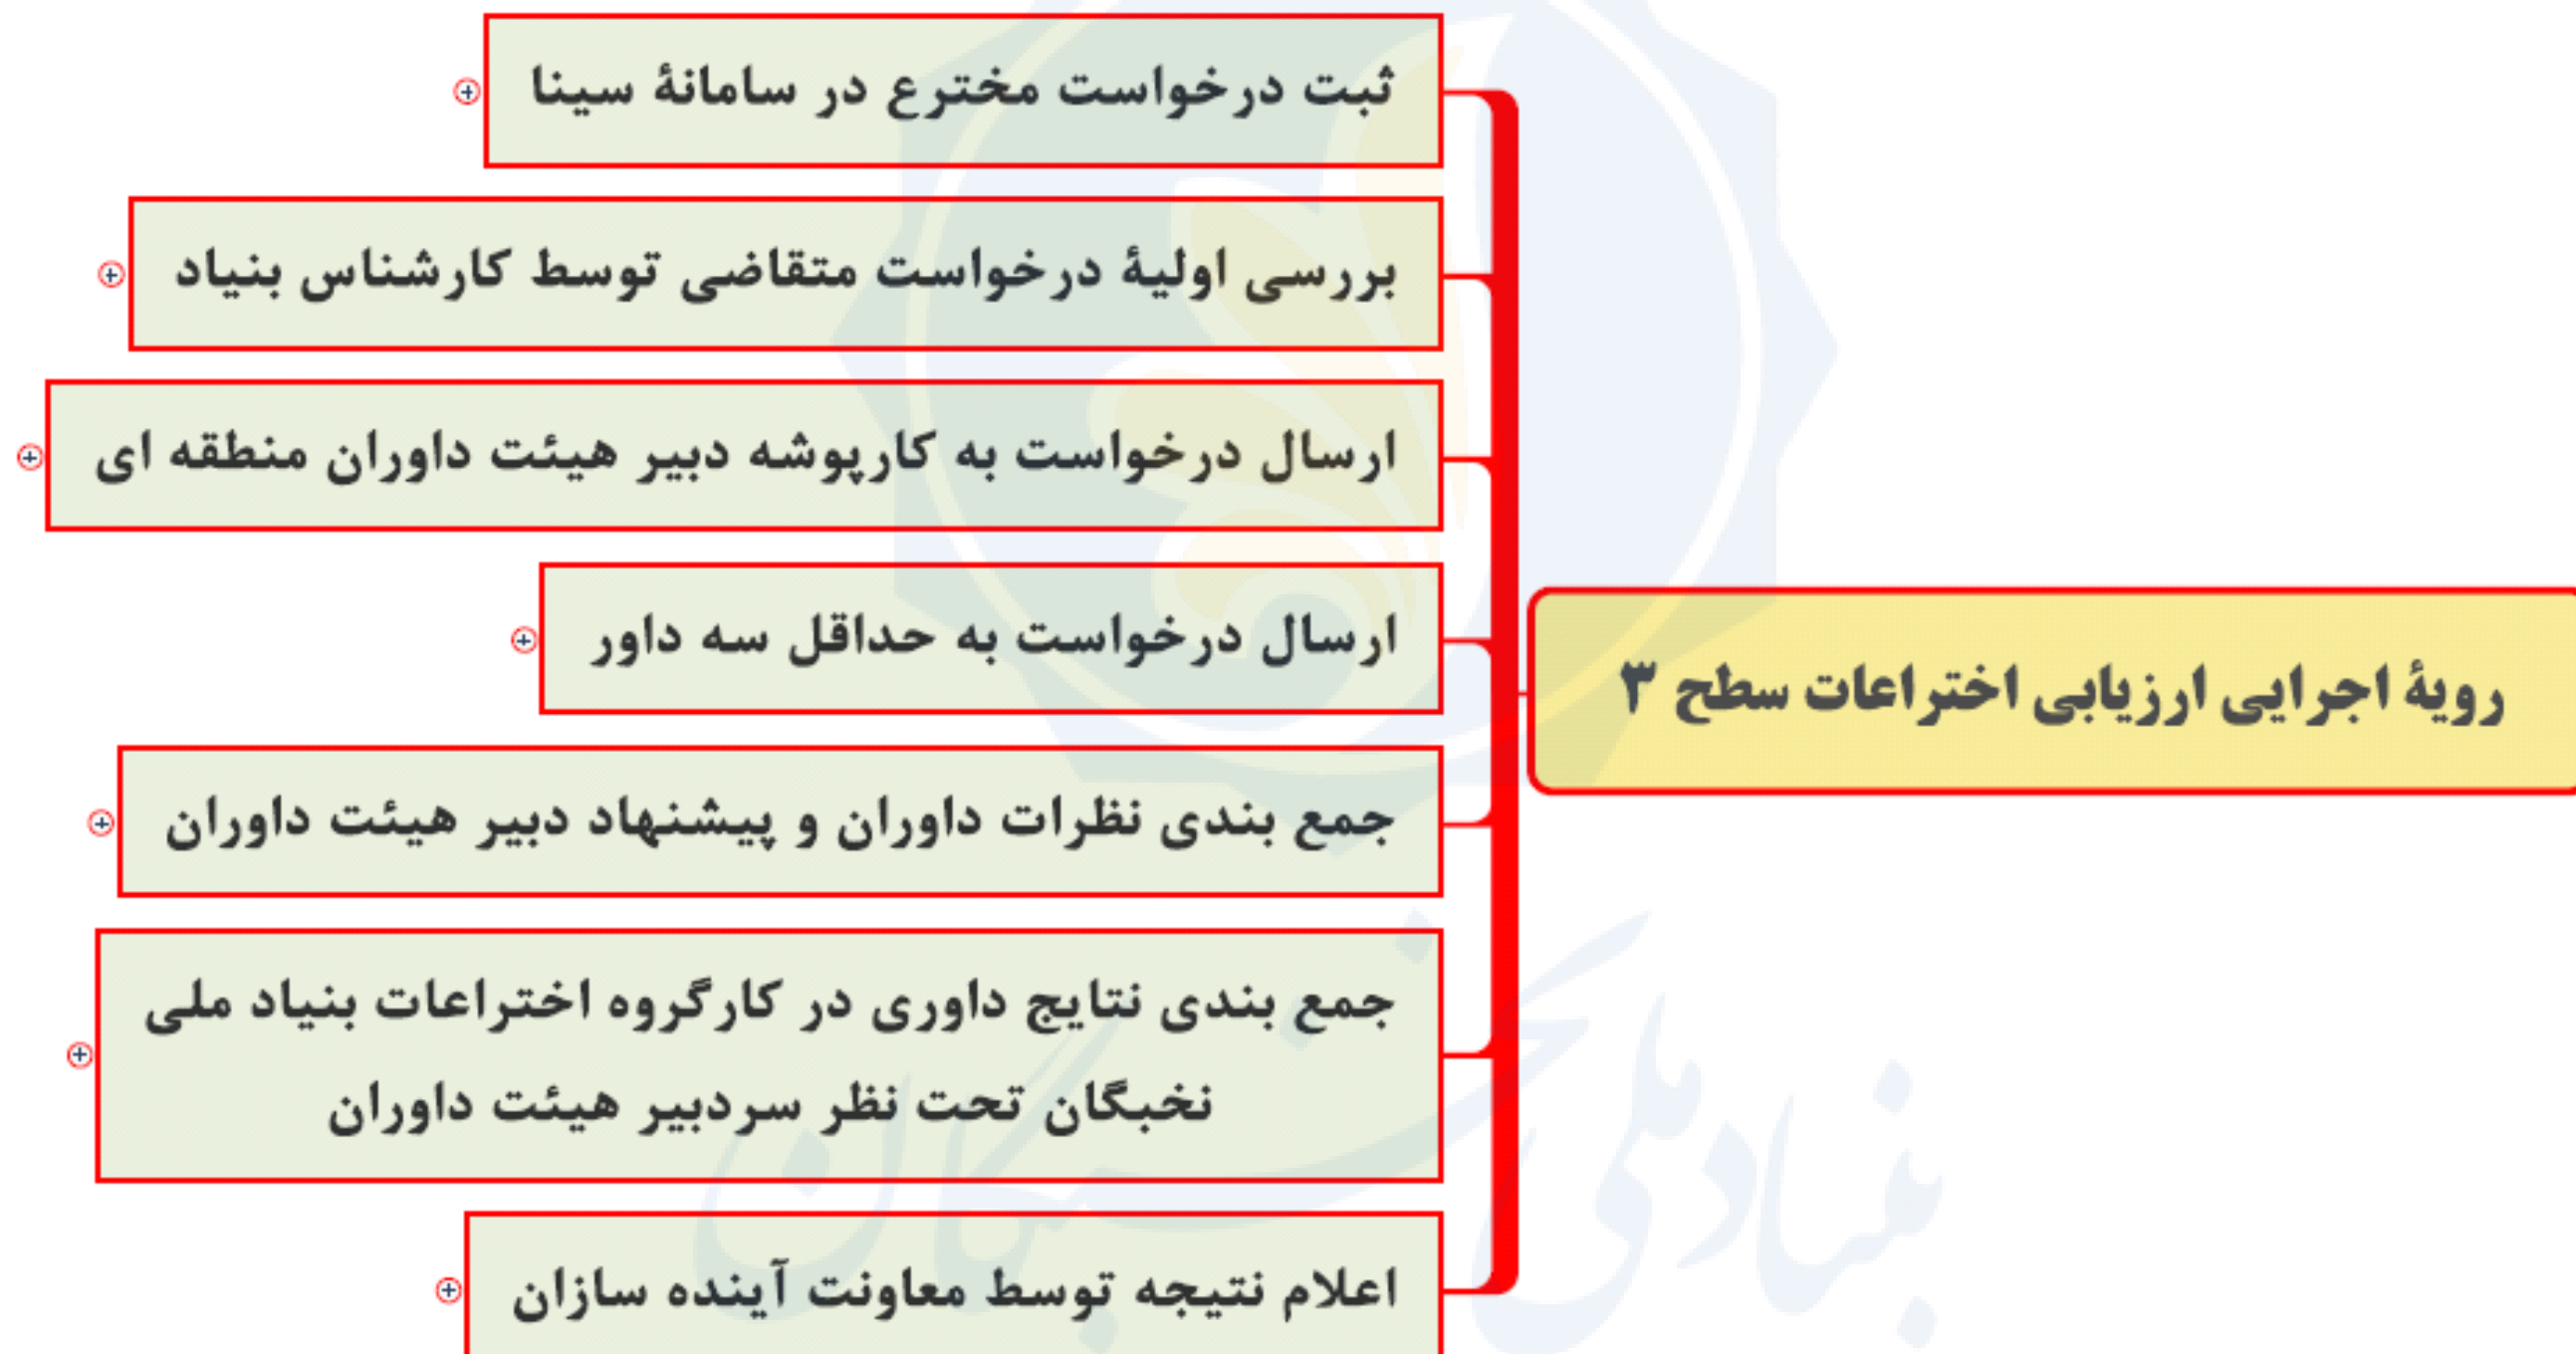 رویهٔ اجرایی ارزیابی اختراعات سطح ۳
ثبت درخواست مخترع در سامانهٔ سینا
بررسی اولیهٔ درخواست متقاضی توسط کارشناس بنیاد
ارسال درخواست به کارپوشه دبیر هیئت داوران منطقه ای
ارسال درخواست به حداقل سه داور
جمع بندی نظرات داوران و پیشنهاد دبیر هیئت داوران
جمع بندی نتایج داوری در کارگروه اختراعات بنیاد ملی
نخبگان تحت نظر سردبیر هیئت داوران
اعلام نتیجه توسط معاونت آینده سازان
بنیاد ملی نخبگان